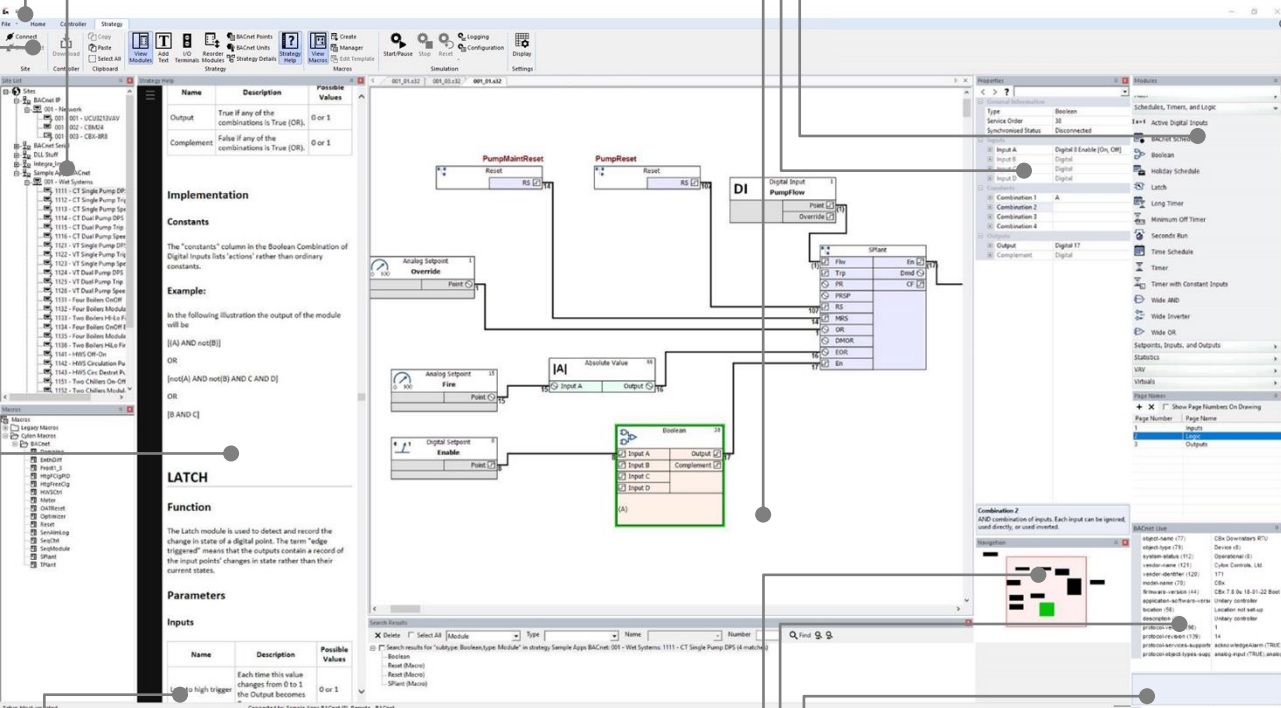 File
Home
Controller
Strategy
Connect
Download
Copy
Paste
Select All
View Modules
Add Text
I/O Terminals
Reorder Modules
BACnet Points
BACnet Units
Strategy Details
Strategy Help
View Macros
Create
Manager
Edit Template
Start/Pause
Stop
Reset
Logging
Configuration
Display
Site
Controller
Clipboard
Strategy
Macros
Simulation
Settings
Site List
Sites
BACnet IP
001 - Network
001 - UCU3213VAV
002 - CBM24
003 - CBX-8R8
DLL Stuff
001 - Wet Systems
1111 - CT Single Pump DPS
1112 - CT Single Pump Trip
1113 - CT Single Pump Spee
1114 - CT Dual Pump DPS
1115 - CT Dual Pump Trip
1116 - CT Dual Pump Spee
1121 - VT Single Pump DPS
1122 - VT Single Pump Trip
1123 - VT Single Pump Spe
1124 - VT Dual Pump DPS
1125 - VT Dual Pump Trip
1126 - VT Dual Pump Spee
1131 - Four Boilers OnOff
1132 - Four Boilers Modula
1133 - Two Boilers Hi-Lo Fi
1134 - Four Boilers OnOff
1135 - Four Boilers Module
1136 - Two Boilers HiLo Fir
1141 - HWS Off-On
1142 - HWS Circulation Pu
1143 - HWS Circ Destrat Pu
1151 - Two Chillers On-Off
1152 - Two Chillers Modul
Macros
Macros
Legacy Macros
Cylon Macros
BACnet
EnthDiff
Front1_3
HtgFClgPID
HtgFreeClg
HWSCtrl
Meter
OATReset
Optimizer
Reset
SenAlmLog
SeqCtrl
SeqModule
SPlant
TPlant
Strategy Help
Name Description Possible Values
Output True if any of the combinations is True (OR). 0 or 1
Complement False if any of the combinations is True (OR). 0 or 1
Implementation
Constants
The "constants" column in the Boolean Combination of
Digital Inputs lists 'actions' rather than ordinary
constants.
Example:
In the following illustration the output of the module
will be
[(A) AND not(B)]
OR
[not(A) AND not(B) AND C AND D]
OR
[B AND C]
LATCH
Function
The Latch module is used to detect and record the
change in state of a digital point. The term "edge
triggered" means that the outputs contain a record of
the input points' changes in state rather than their
current states.
Parameters
Inputs
Name Description Possible Values
to high trigger Each time this value changes from 0 to 1 the Output becomes 0 or 1
001_01.s32
001_03.s32
001_01.s32
PumpMaintReset
Reset
RS
PumpReset
Reset
RS
DI
Digital Input
PumpFlow
Point
Override
Analog Setpoint
Override
Point
SPlant
Flw
Trp
PR
PRSP
RS
MRS
OR
DMOR
EOR
En
En
Dmd
CF
Analog Setpoint
Fire
Point
|A|
Absolute Value
Input A
Output
Digital Setpoint
Enable
Point
Boolean
Input A
Input B
Input C
Input D
Output
Complement
(A)
Search Results
Delete
Select All
Module
Type
Name
Number
Find
Search results for "subtype: Boolean,type: Module" in strategy Sample Apps BACnet: 001 - Wet Systems: 1111 - CT Single Pump DPS (4 matches)
Boolean
Reset (Macro)
Reset (Macro)
SPlant (Macro)
Properties
General Information
Type Boolean
Service Order 38
Synchronised Status Disconnected
Inputs
Input A Digital 8 Enable [On, Off]
Input B Digital
Digital
Input D Digital
Constants
Combination 1 A
Combination 2
Combination 3
Combination 4
Outputs
Output Digital 17
Complement Digital
Combination 2
AND combination of inputs. Each input can be ignored,
used directly, or used inverted.
Navigation
Modules
Schedules, Timers, and Logic
Active Digital Inputs
BACnet
Boolean
Holiday Schedule
Latch
Long Timer
Minimum Off Timer
Seconds Run
Time Schedule
Timer
Timer with Constant Inputs
Wide AND
Wide Inverter
Wide OR
Setpoints, Inputs, and Outputs
Statistics
VAV
Virtuals
Page Names
Show Page Numbers On Drawing
Page Number Page Name
1 Inputs
2 Logic
3 Outputs
BACnet Live
object-name (77) CBx Downstairs RTU
object-type (79) Device (8)
system-status (112) Operational (0)
vendor-name (121) Cylon Controls, Ltd.
vendor-identifier (120) 171
model-name (70) CBx
application-software-versi Unitary controller
location (58) Location not set-up
Unitary controller
1
protocol-revision (139) 14
protocol-services-supporte acknowledgeAlarm (TRUE
protocol-object-types-supp analog-input (TRUE)